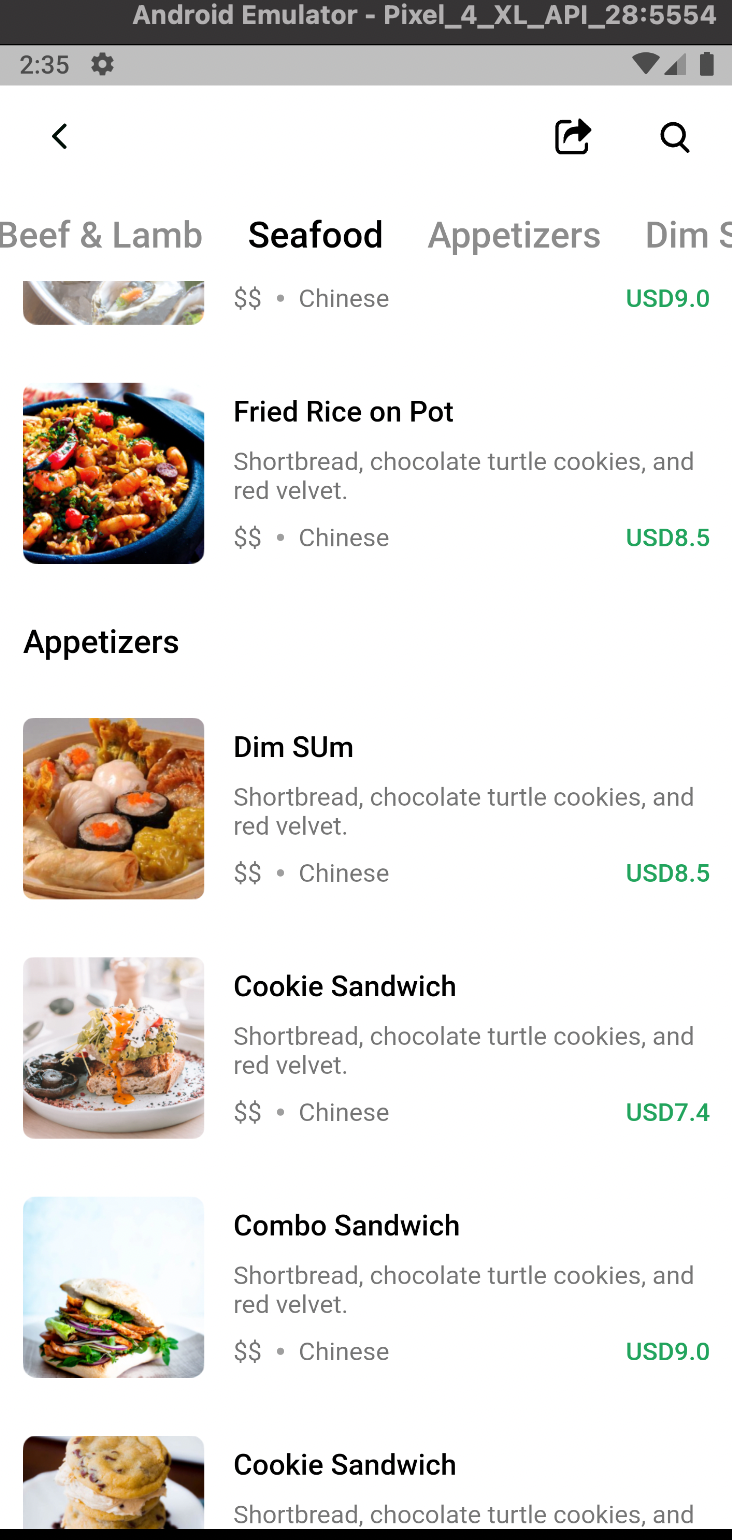 Android Emulator - Pixel_4_XL_API_28:5554
2:35
Beef & Lamb Seafood Appetizers Dim S
$$ • Chinese USD9.0
Fried Rice on Pot
Shortbread, chocolate turtle cookies, and
red velvet.
$$ • Chinese USD8.5
Appetizers
Dim SUm
Shortbread, chocolate turtle cookies, and
red velvet.
$$ • Chinese USD8.5
Cookie Sandwich
Shortbread, chocolate turtle cookies, and
red velvet.
$$ • Chinese USD7.4
Combo Sandwich
Shortbread, chocolate turtle cookies, and
red velvet.
$$ • Chinese USD9.0
Cookie Sandwich
Shortbread, chocolate turtle cookies, and